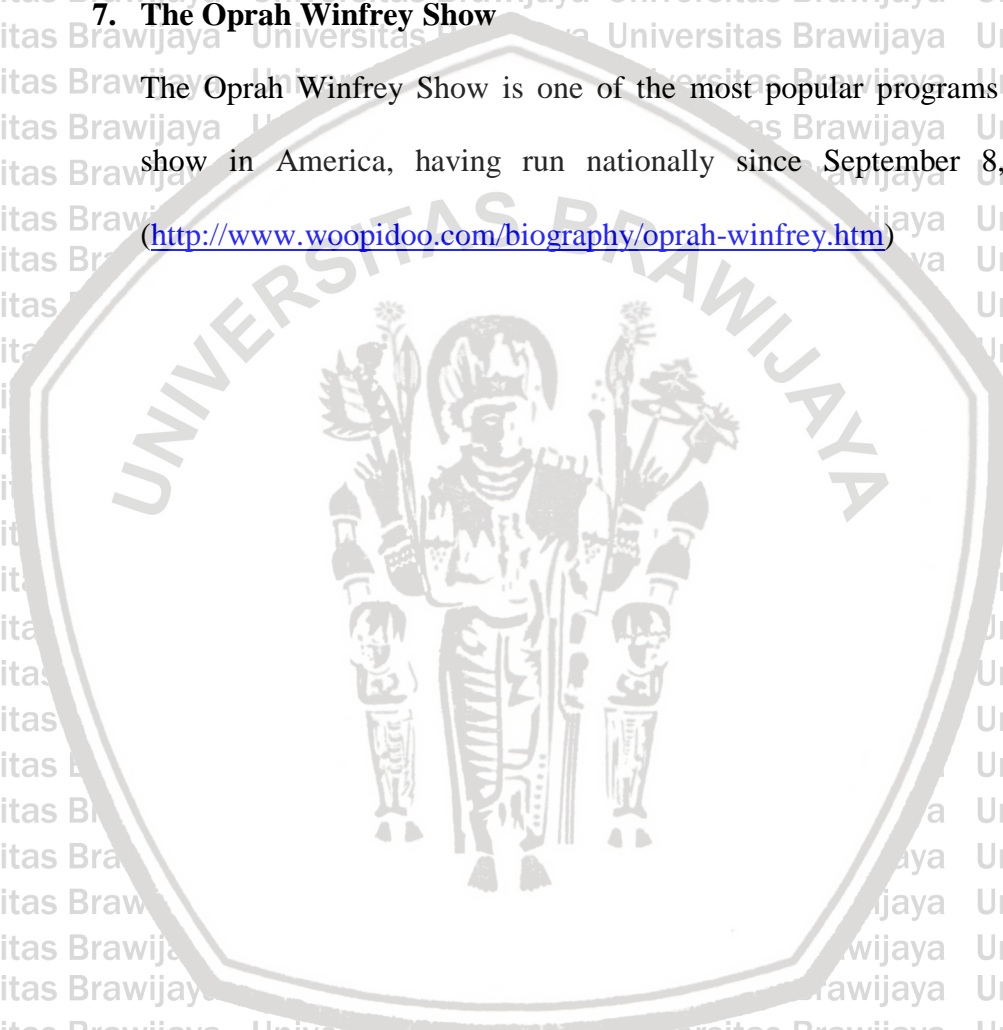 7. The Oprah Winfrey Show
The Oprah Winfrey Show is one of the most popular programs
show in America, having run nationally since September 8,
(http://www.woopidoo.com/biography/oprah-winfrey.htm)
UNIVERSITAS BRAWIJAYA